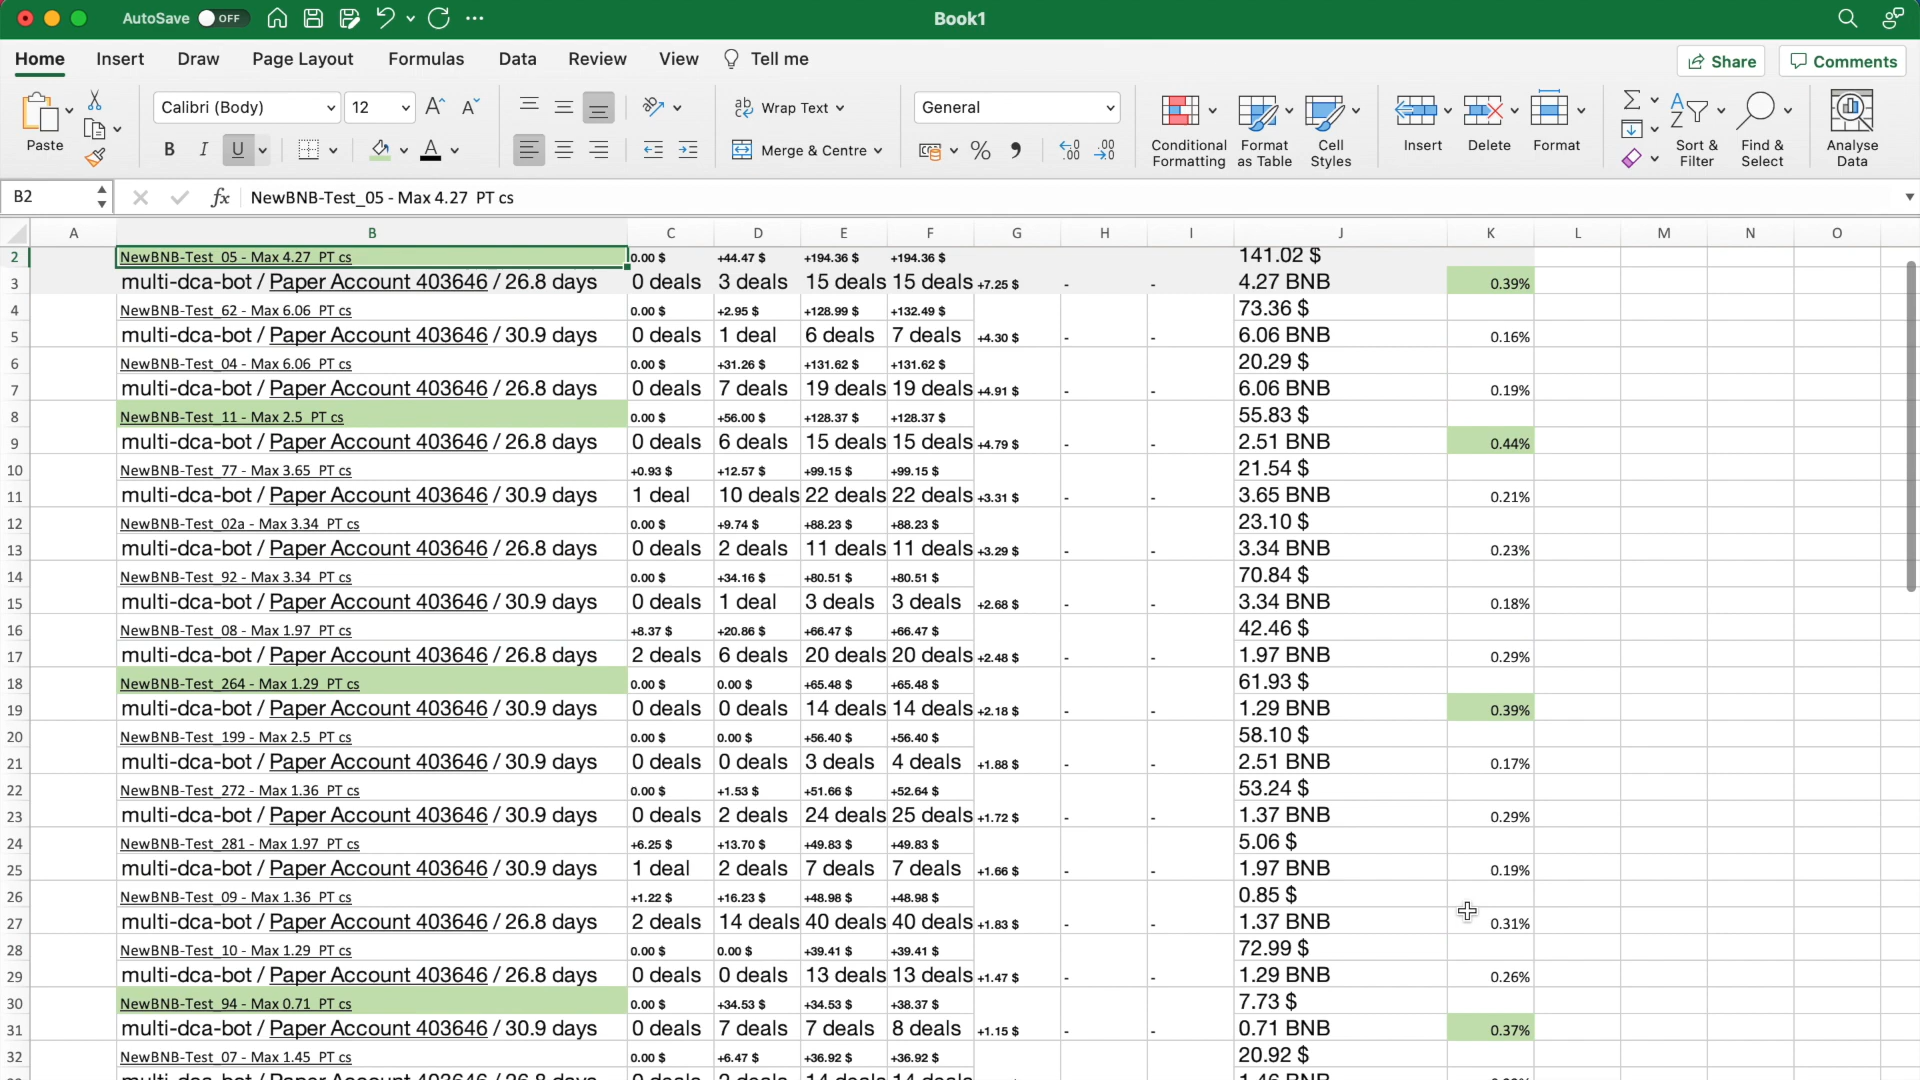 AutoSave OFF Book1
Home Insert Draw Page Layout Formulas Data Review View Tell me Share Comments
Calibri (Body) 12 Wrap Text General
Paste B I U Merge & Centre Conditional Formatting Format as Table Cell Styles Insert Delete Format Sort & Filter Find & Select Analyse Data
B2 fx NewBNB-Test_05 - Max 4.27 PT cs
A B C D E F G H I J K L M N O
2 NewBNB-Test_05 - Max 4.27 PT cs 0.00 $ +44.47 $ +194.36 $ +194.36 $ 141.02 $
3 multi-dca-bot / Paper Account 403646 / 26.8 days 0 deals 3 deals 15 deals 15 deals +7.25 $ - - 4.27 BNB 0.39%
4 NewBNB-Test_62 - Max 6.06 PT cs 0.00 $ +2.95 $ +128.99 $ +132.49 $ 73.36 $
5 multi-dca-bot / Paper Account 403646 / 30.9 days 0 deals 1 deal 6 deals 7 deals +4.30 $ - - 6.06 BNB 0.16%
6 NewBNB-Test_04 - Max 6.06 PT cs 0.00 $ +31.26 $ +131.62 $ +131.62 $ 20.29 $
7 multi-dca-bot / Paper Account 403646 / 26.8 days 0 deals 7 deals 19 deals 19 deals +4.91 $ - - 6.06 BNB 0.19%
8 NewBNB-Test_11 - Max 2.5 PT cs 0.00 $ +56.00 $ +128.37 $ +128.37 $ 55.83 $
9 multi-dca-bot / Paper Account 403646 / 26.8 days 0 deals 6 deals 15 deals 15 deals +4.79 $ - - 2.51 BNB 0.44%
10 NewBNB-Test_77 - Max 3.65 PT cs +0.93 $ +12.57 $ +99.15 $ +99.15 $ 21.54 $
11 multi-dca-bot / Paper Account 403646 / 30.9 days 1 deal 10 deals 22 deals 22 deals +3.31 $ - - 3.65 BNB 0.21%
12 NewBNB-Test_02a - Max 3.34 PT cs 0.00 $ +9.74 $ +88.23 $ +88.23 $ 23.10 $
13 multi-dca-bot / Paper Account 403646 / 26.8 days 0 deals 2 deals 11 deals 11 deals +3.29 $ - - 3.34 BNB 0.23%
14 NewBNB-Test_92 - Max 3.34 PT cs 0.00 $ +34.16 $ +80.51 $ +80.51 $ 70.84 $
15 multi-dca-bot / Paper Account 403646 / 30.9 days 0 deals 1 deal 3 deals 3 deals +2.68 $ - - 3.34 BNB 0.18%
16 NewBNB-Test_08 - Max 1.97 PT cs +8.37 $ +20.86 $ +66.47 $ +66.47 $ 42.46 $
17 multi-dca-bot / Paper Account 403646 / 26.8 days 2 deals 6 deals 20 deals 20 deals +2.48 $ - - 1.97 BNB 0.29%
18 NewBNB-Test_264 - Max 1.29 PT cs 0.00 $ 0.00 $ +65.48 $ +65.48 $ 61.93 $
19 multi-dca-bot / Paper Account 403646 / 30.9 days 0 deals 0 deals 14 deals 14 deals +2.18 $ - - 1.29 BNB 0.39%
20 NewBNB-Test_199 - Max 2.5 PT cs 0.00 $ 0.00 $ +56.40 $ +56.40 $ 58.10 $
21 multi-dca-bot / Paper Account 403646 / 30.9 days 0 deals 0 deals 3 deals 4 deals +1.88 $ - - 2.51 BNB 0.17%
22 NewBNB-Test_272 - Max 1.36 PT cs 0.00 $ +1.53 $ +51.66 $ +52.64 $ 53.24 $
23 multi-dca-bot / Paper Account 403646 / 30.9 days 0 deals 2 deals 24 deals 25 deals +1.72 $ - - 1.37 BNB 0.29%
24 NewBNB-Test_281 - Max 1.97 PT cs +6.25 $ +13.70 $ +49.83 $ +49.83 $ 5.06 $
25 multi-dca-bot / Paper Account 403646 / 30.9 days 1 deal 2 deals 7 deals 7 deals +1.66 $ - - 1.97 BNB 0.19%
26 NewBNB-Test_09 - Max 1.36 PT cs +1.22 $ +16.23 $ +48.98 $ +48.98 $ 0.85 $
27 multi-dca-bot / Paper Account 403646 / 26.8 days 2 deals 14 deals 40 deals 40 deals +1.83 $ - - 1.37 BNB 0.31%
28 NewBNB-Test_10 - Max 1.29 PT cs 0.00 $ 0.00 $ +39.41 $ +39.41 $ 72.99 $
29 multi-dca-bot / Paper Account 403646 / 26.8 days 0 deals 0 deals 13 deals 13 deals +1.47 $ - - 1.29 BNB 0.26%
30 NewBNB-Test_94 - Max 0.71 PT cs 0.00 $ +34.53 $ +34.53 $ +38.37 $ 7.73 $
31 multi-dca-bot / Paper Account 403646 / 30.9 days 0 deals 7 deals 7 deals 8 deals +1.15 $ - - 0.71 BNB 0.37%
32 NewBNB-Test_07 - Max 1.45 PT cs 0.00 $ +6.47 $ +36.92 $ +36.92 $ 20.92 $